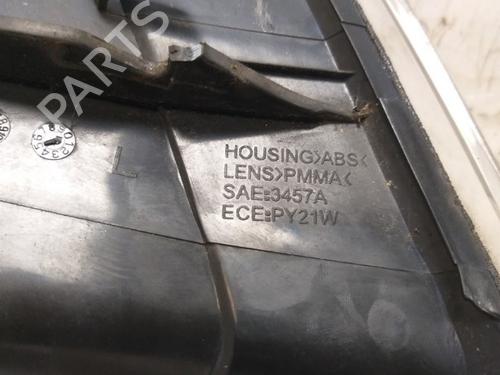 HOUSING>ABS<
LENS>PMMA<
SAE:3457A
ECE:PY21W
L
B-PARTS